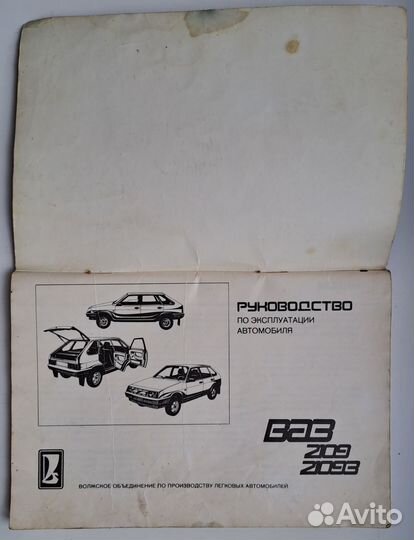 РУКОВОДСТВО
ПО ЭКСПЛУАТАЦИИ
АВТОМОБИЛЯ
ВАЗ
2109
21093
ВОЛЖСКОЕ ОБЪЕДИНЕНИЕ ПО ПРОИЗВОДСТВУ ЛЕГКОВЫХ АВТОМОБИЛЕЙ
Avito